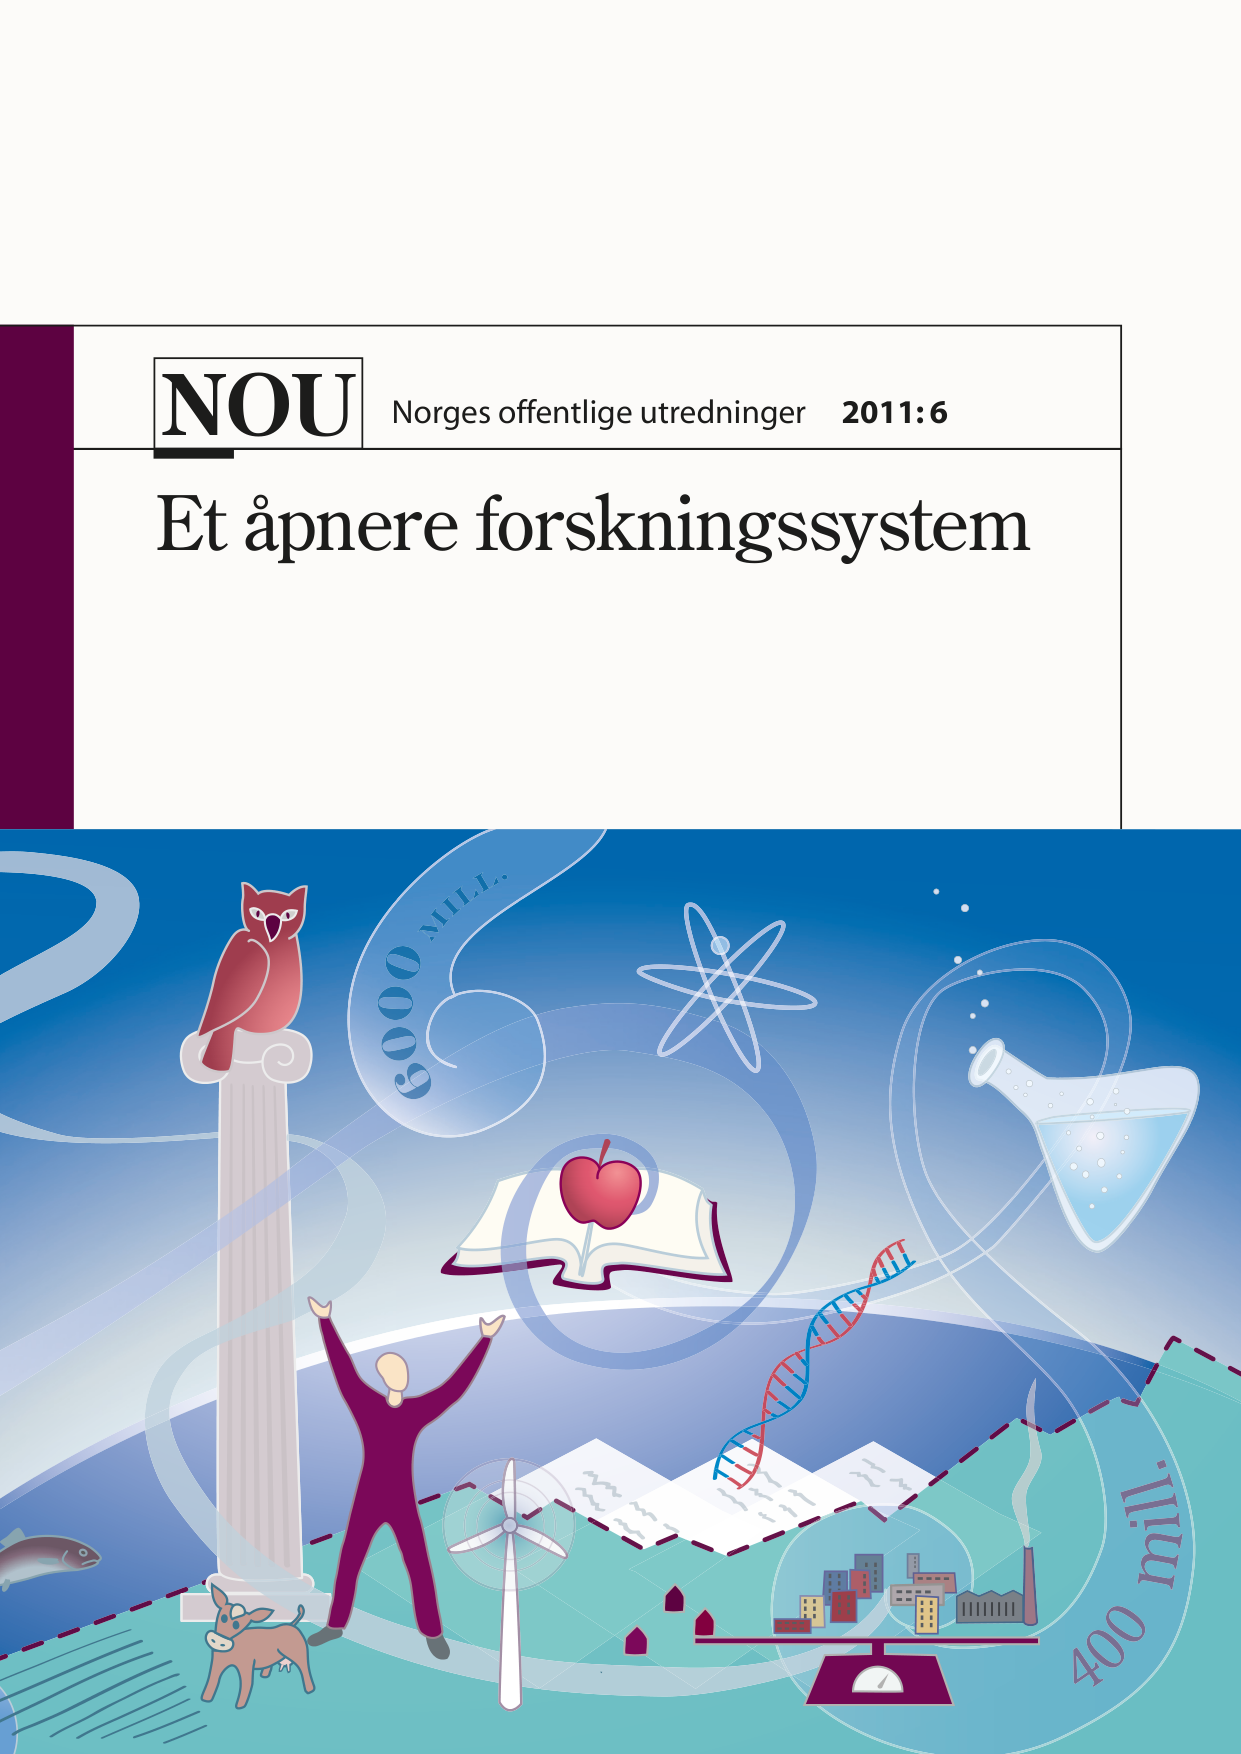 NOU Norges offentlige utredninger 2011: 6
Et åpnere forskningssystem
6000 MILL.
400 mill.